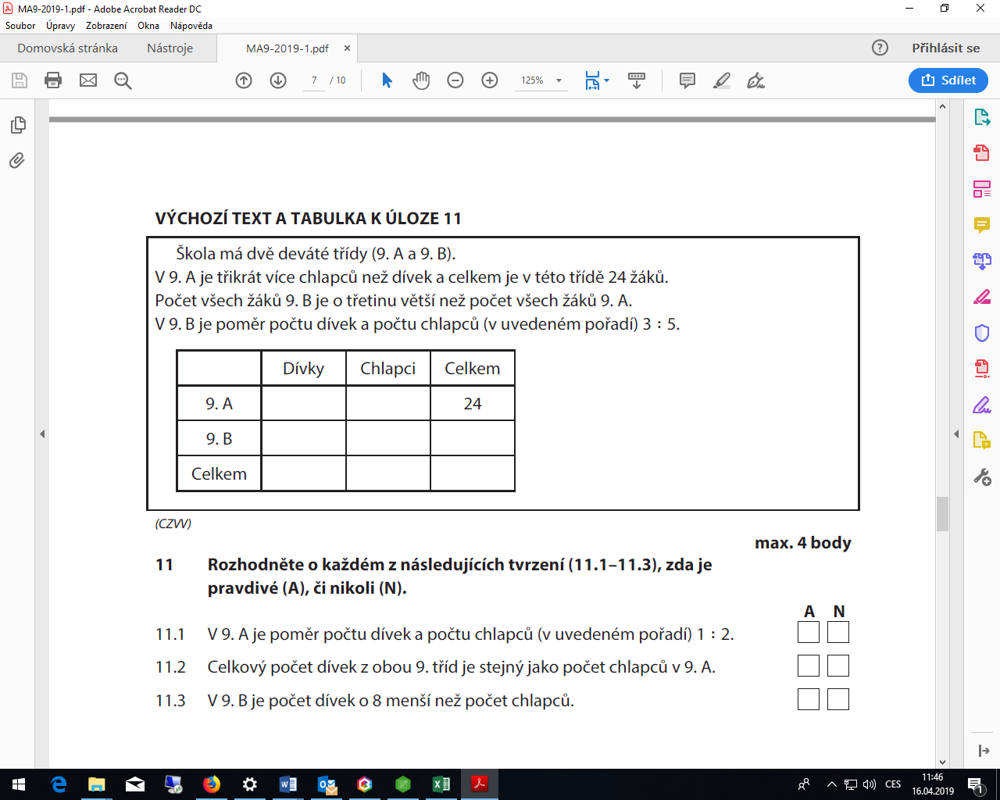 MA9-2019-1.pdf - Adobe Acrobat Reader DC
Soubor Úpravy Zobrazení Okna Nápověda
Domovská stránka Nástroje MA9-2019-1.pdf × Přihlásit se
7 / 10 125% Sdílet
VÝCHOZÍ TEXT A TABULKA K ÚLOZE 11
Škola má dvě deváté třídy (9. A a 9. B).
V 9. A je třikrát více chlapců než dívek a celkem je v této třídě 24 žáků.
Počet všech žáků 9. B je o třetinu větší než počet všech žáků 9. A.
V 9. B je poměr počtu dívek a počtu chlapců (v uvedeném pořadí) 3 : 5.
Dívky Chlapci Celkem
9. A 24
9. B
Celkem
(CZVV)
max. 4 body
11 Rozhodněte o každém z následujících tvrzení (11.1–11.3), zda je
pravdivé (A), či nikoli (N).
A N
11.1 V 9. A je poměr počtu dívek a počtu chlapců (v uvedeném pořadí) 1 : 2.
11.2 Celkový počet dívek z obou 9. tříd je stejný jako počet chlapců v 9. A.
11.3 V 9. B je počet dívek o 8 menší než počet chlapců.
CES 11:46
16.04.2019 1